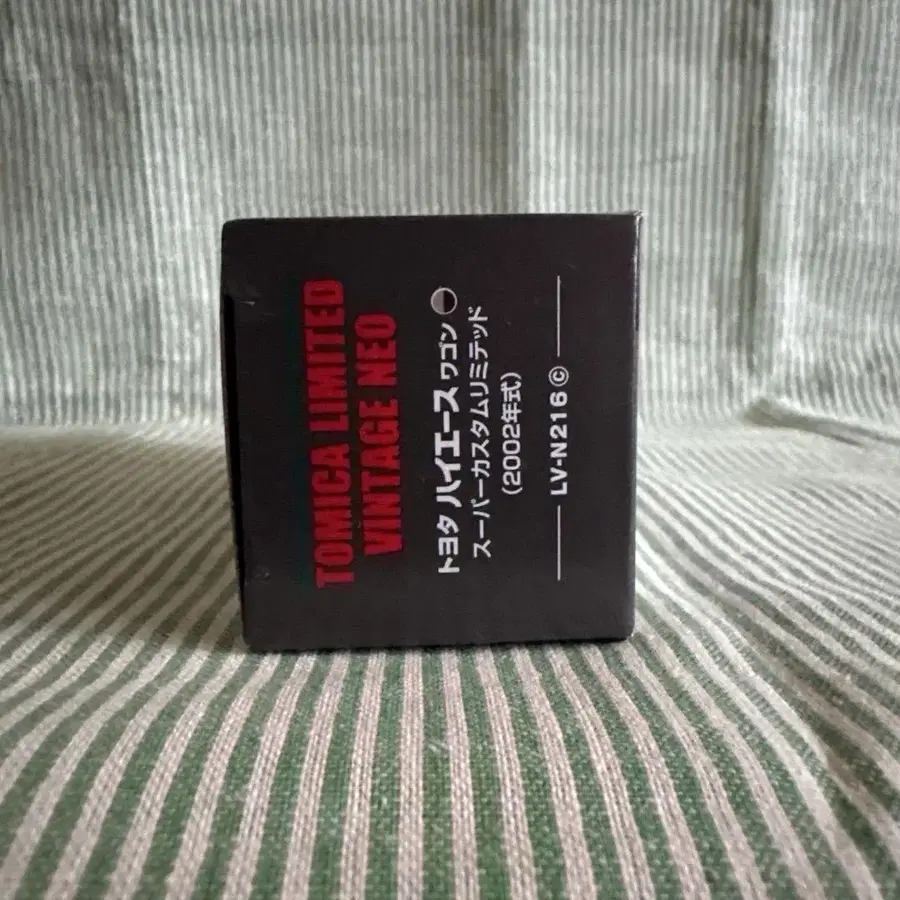 TOMICA LIMITED
VINTAGE NEO
トヨタ ハイエース ワゴン
スーパーカスタムリミテッド
(2002年式)
LV-N216 ⓒ